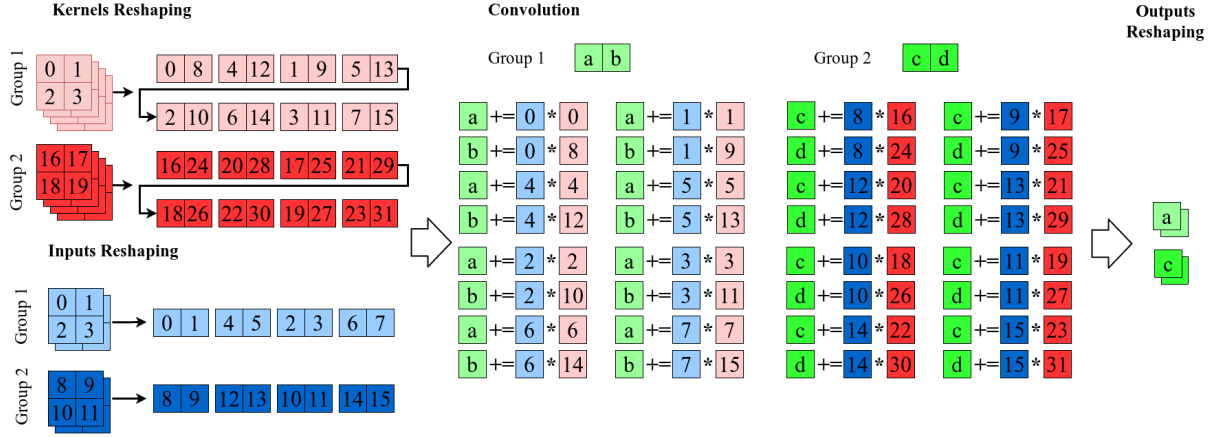 Kernels Reshaping
Group 1
0 1
2 3
0 8 4 12 1 9 5 13
2 10 6 14 3 11 7 15
Group 2
16 17
18 19
16 24 20 28 17 25 21 29
18 26 22 30 19 27 23 31
Inputs Reshaping
Group 1
0 1
2 3
0 1 4 5 2 3 6 7
Group 2
8 9
10 11
8 9 12 13 10 11 14 15
Convolution
Group 1 a b
a += 0 * 0
b += 0 * 8
a += 4 * 4
b += 4 * 12
a += 2 * 2
b += 2 * 10
a += 6 * 6
b += 6 * 14
a += 1 * 1
b += 1 * 9
a += 5 * 5
b += 5 * 13
a += 3 * 3
b += 3 * 11
a += 7 * 7
b += 7 * 15
Group 2 c d
c += 8 * 16
d += 8 * 24
c += 12 * 20
d += 12 * 28
c += 10 * 18
d += 10 * 26
c += 14 * 22
d += 14 * 30
c += 9 * 17
d += 9 * 25
c += 13 * 21
d += 13 * 29
c += 11 * 19
d += 11 * 27
c += 15 * 23
d += 15 * 31
Outputs
Reshaping
a
c